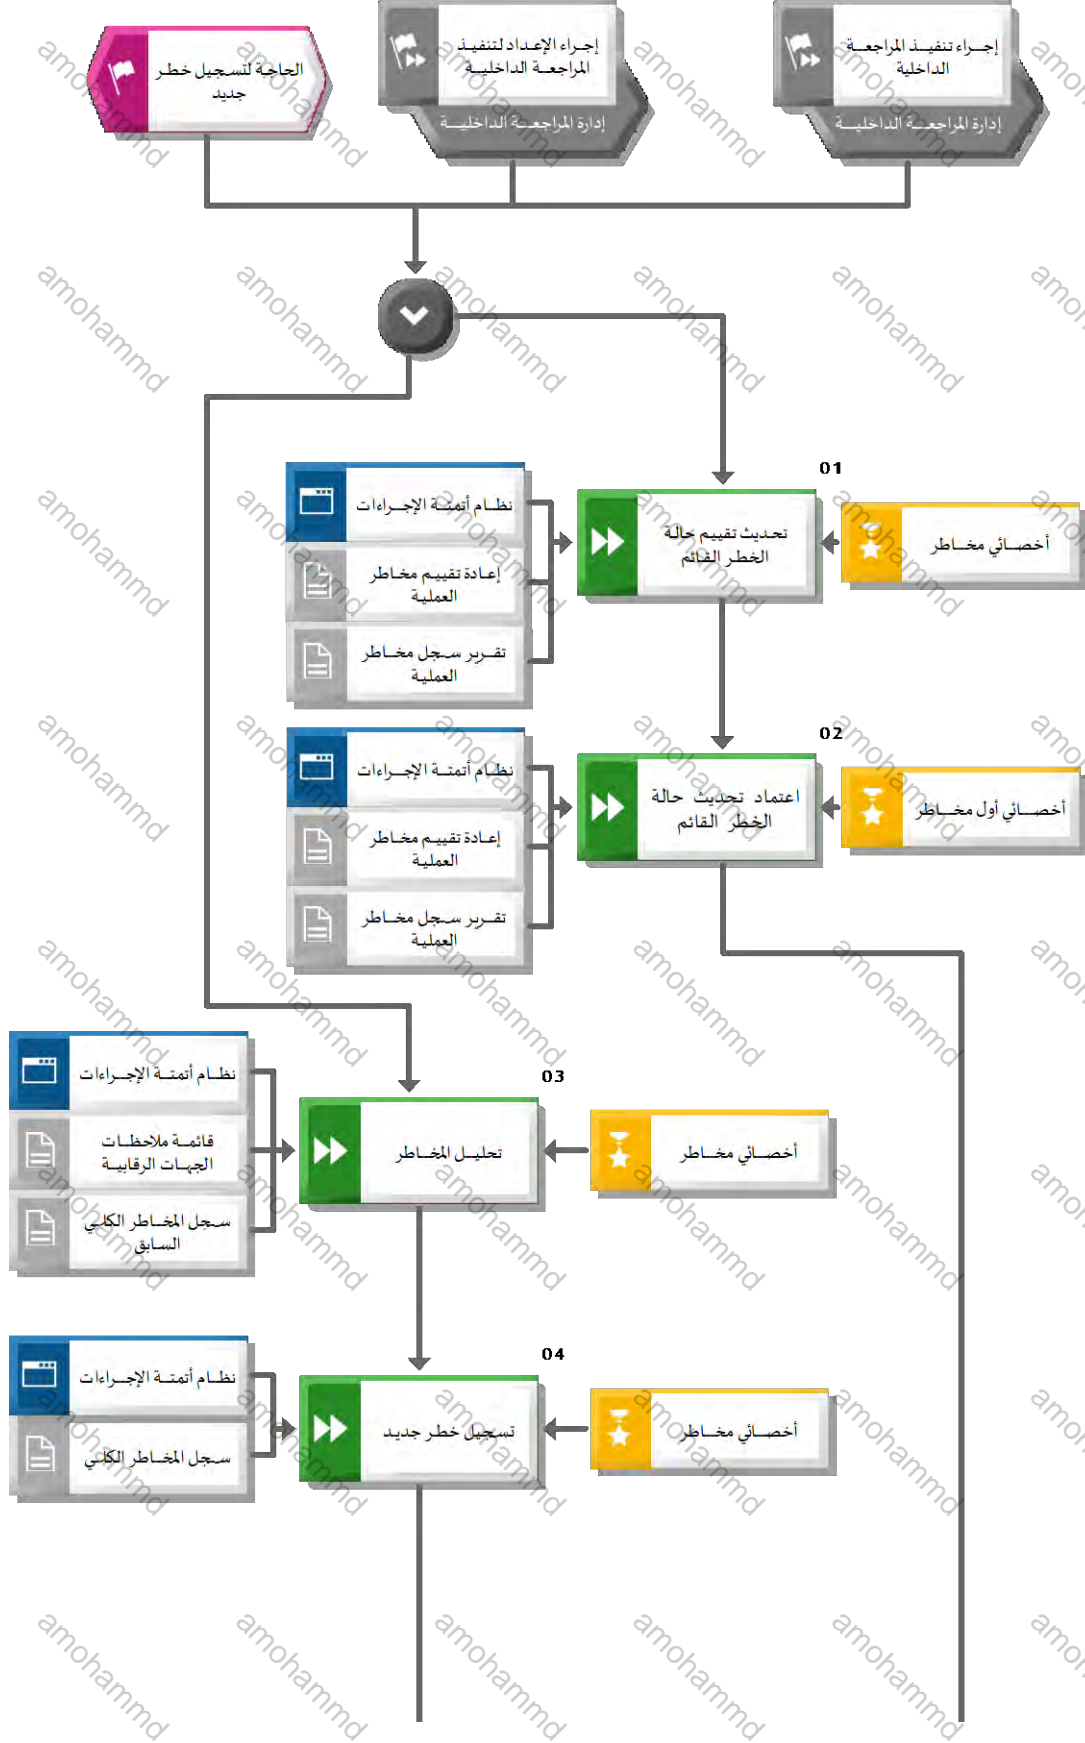 إجراء تنفيذ المراجعة
الداخلية
إدارة المراجعة الداخلية
إجراء الإعداد لتنفيذ
المراجعة الداخلية
إدارة المراجعة الداخلية
الحاجة لتسجيل خطر
جديد
01
أخصائي مخاطر
تحديث تقييم حالة
الخطر القائم
نظام أتمتة الإجراءات
إعادة تقييم مخاطر
العملية
تقرير سجل مخاطر
العملية
02
أخصائي أول مخاطر
اعتماد تحديث حالة
الخطر القائم
نظام أتمتة الإجراءات
إعادة تقييم مخاطر
العملية
تقرير سجل مخاطر
العملية
03
أخصائي مخاطر
تحليل المخاطر
نظام أتمتة الإجراءات
قائمة ملاحظات
الجهات الرقابية
سجل المخاطر الكلي
السابق
04
أخصائي مخاطر
تسجيل خطر جديد
نظام أتمتة الإجراءات
سجل المخاطر الكلي
amohammd